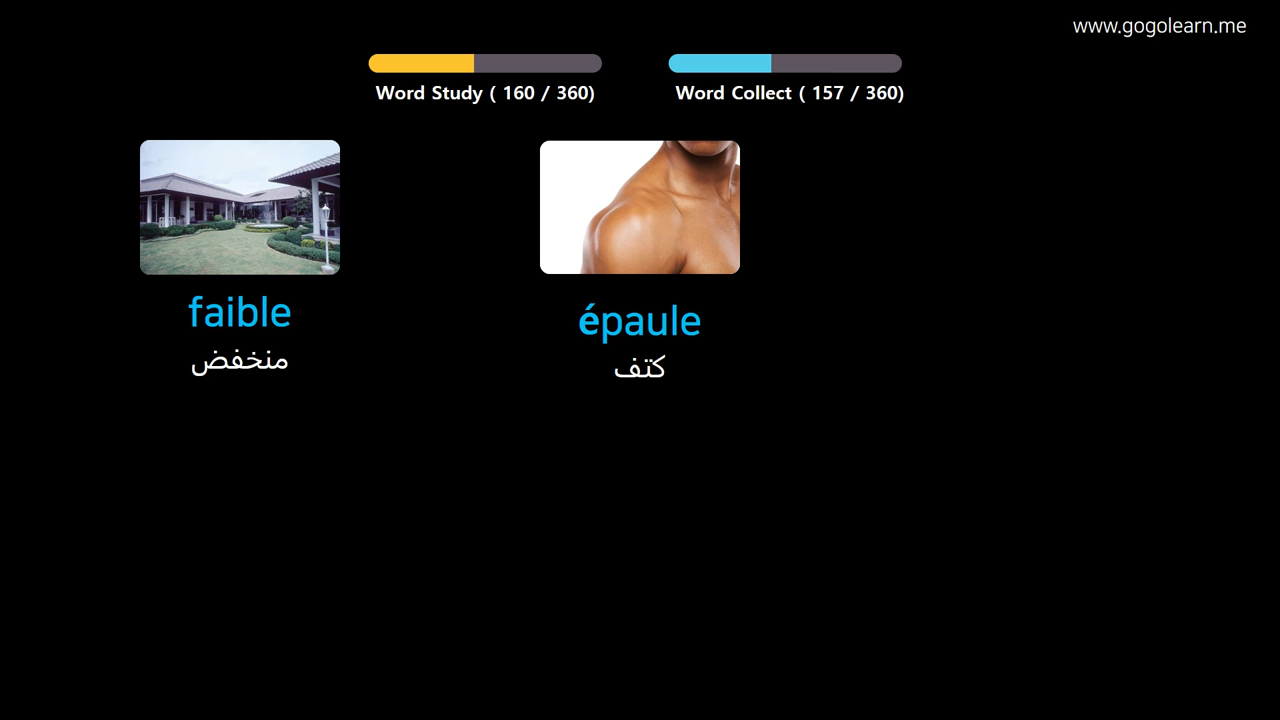 www.gogolearn.me
Word Study ( 160 / 360)
Word Collect ( 157 / 360)
faible
منخفض
épaule
كتف